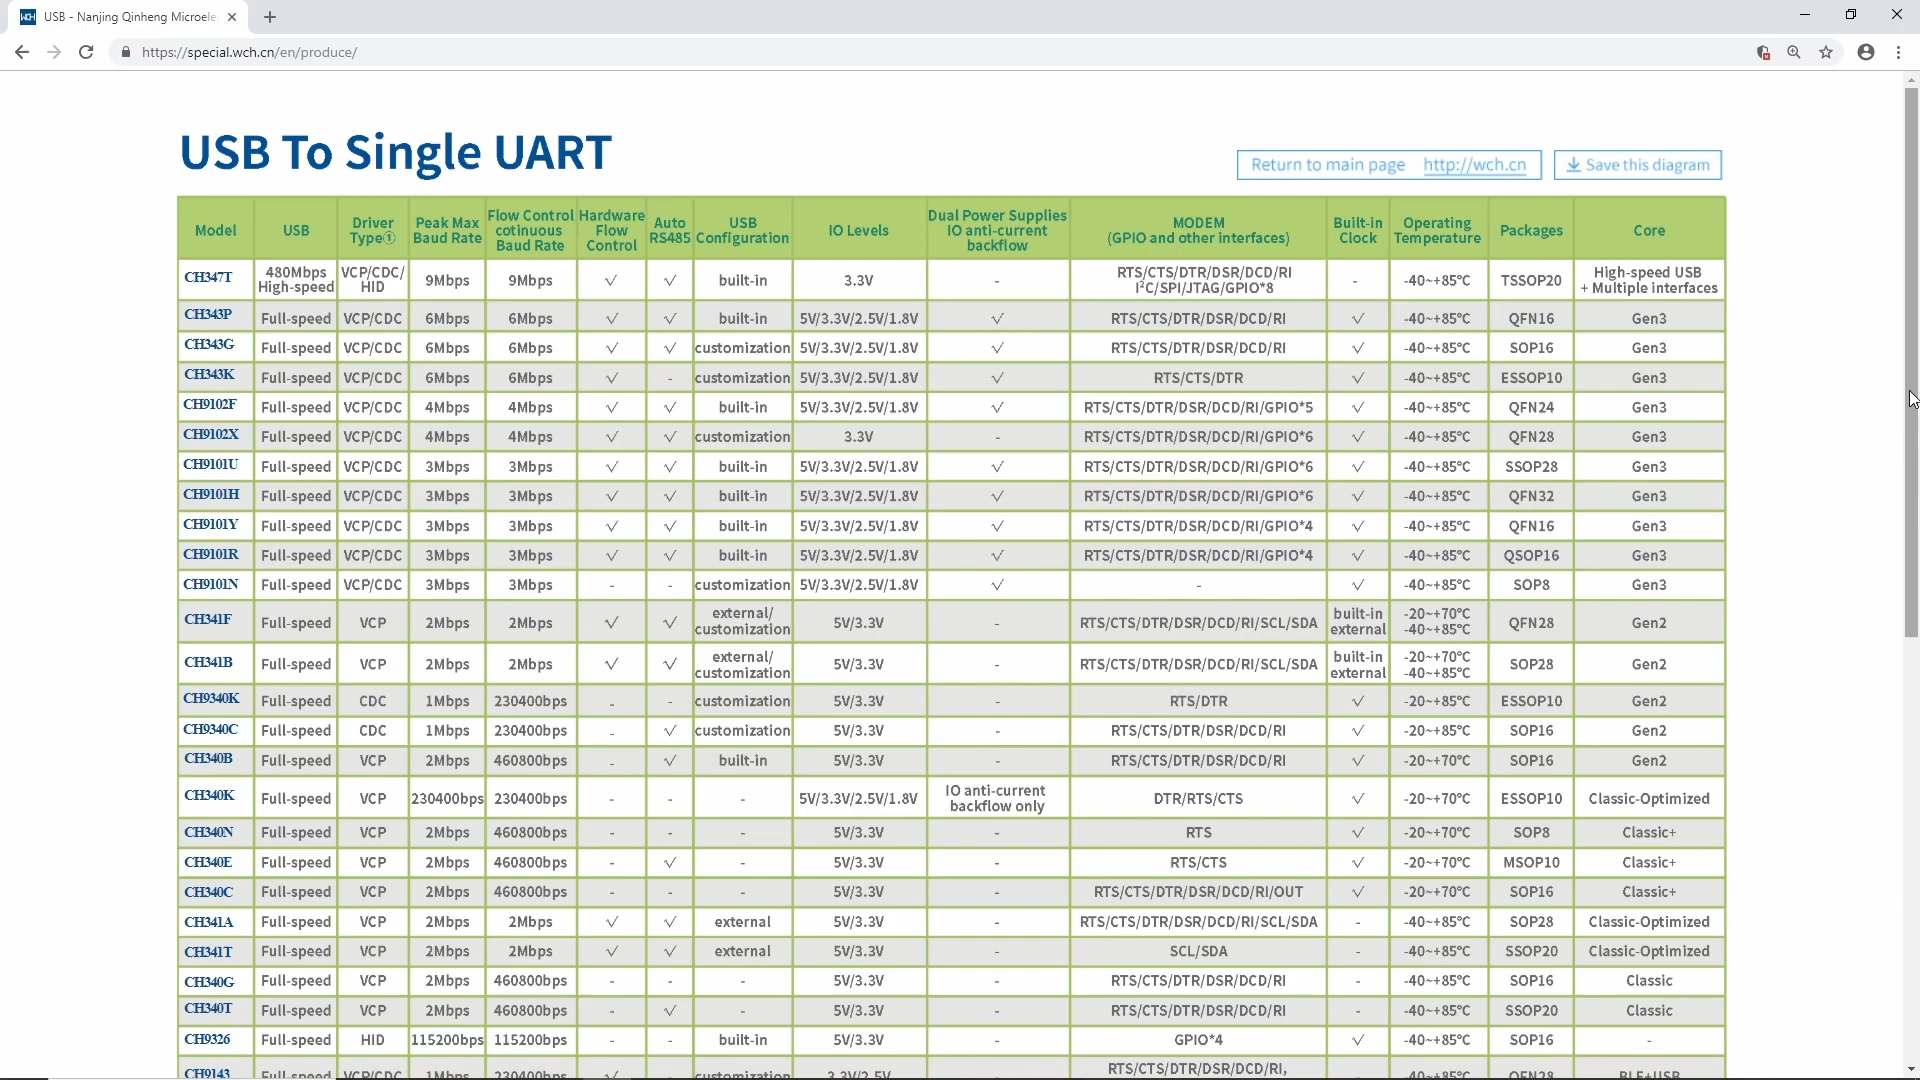 USB - Nanjing Qinheng Microele
https://special.wch.cn/en/produce/
USB To Single UART
Return to main page http://wch.cn
Save this diagram
Model USB Driver Type① Peak Max Baud Rate Flow Control cotinuous Baud Rate Hardware Flow Control Auto RS485 USB Configuration IO Levels Dual Power Supplies IO anti-current backflow MODEM (GPIO and other interfaces) Built-in Clock Operating Temperature Packages Core
CH347T 480Mbps High-speed VCP/CDC/HID 9Mbps 9Mbps √ √ built-in 3.3V - RTS/CTS/DTR/DSR/DCD/RI I²C/SPI/JTAG/GPIO*8 - -40~+85℃ TSSOP20 High-speed USB + Multiple interfaces
CH343P Full-speed VCP/CDC 6Mbps 6Mbps √ √ built-in 5V/3.3V/2.5V/1.8V √ RTS/CTS/DTR/DSR/DCD/RI √ -40~+85℃ QFN16 Gen3
CH343G Full-speed VCP/CDC 6Mbps 6Mbps √ √ customization 5V/3.3V/2.5V/1.8V √ RTS/CTS/DTR/DSR/DCD/RI √ -40~+85℃ SOP16 Gen3
CH343K Full-speed VCP/CDC 6Mbps 6Mbps √ - customization 5V/3.3V/2.5V/1.8V √ RTS/CTS/DTR √ -40~+85℃ ESSOP10 Gen3
CH9102F Full-speed VCP/CDC 4Mbps 4Mbps √ √ built-in 5V/3.3V/2.5V/1.8V √ RTS/CTS/DTR/DSR/DCD/RI/GPIO*5 √ -40~+85℃ QFN24 Gen3
CH9102X Full-speed VCP/CDC 4Mbps 4Mbps √ √ customization 3.3V - RTS/CTS/DTR/DSR/DCD/RI/GPIO*6 √ -40~+85℃ QFN28 Gen3
CH9101U Full-speed VCP/CDC 3Mbps 3Mbps √ √ built-in 5V/3.3V/2.5V/1.8V √ RTS/CTS/DTR/DSR/DCD/RI/GPIO*6 √ -40~+85℃ SSOP28 Gen3
CH9101H Full-speed VCP/CDC 3Mbps 3Mbps √ √ built-in 5V/3.3V/2.5V/1.8V √ RTS/CTS/DTR/DSR/DCD/RI/GPIO*6 √ -40~+85℃ QFN32 Gen3
CH9101Y Full-speed VCP/CDC 3Mbps 3Mbps √ √ built-in 5V/3.3V/2.5V/1.8V √ RTS/CTS/DTR/DSR/DCD/RI/GPIO*4 √ -40~+85℃ QFN16 Gen3
CH9101R Full-speed VCP/CDC 3Mbps 3Mbps √ √ built-in 5V/3.3V/2.5V/1.8V √ RTS/CTS/DTR/DSR/DCD/RI/GPIO*4 √ -40~+85℃ QSOP16 Gen3
CH9101N Full-speed VCP/CDC 3Mbps 3Mbps - - customization 5V/3.3V/2.5V/1.8V √ - √ -40~+85℃ SOP8 Gen3
CH341F Full-speed VCP 2Mbps 2Mbps √ √ external/customization 5V/3.3V - RTS/CTS/DTR/DSR/DCD/RI/SCL/SDA built-in external -20~+70℃ -40~+85℃ QFN28 Gen2
CH341B Full-speed VCP 2Mbps 2Mbps √ √ external/customization 5V/3.3V - RTS/CTS/DTR/DSR/DCD/RI/SCL/SDA built-in external -20~+70℃ -40~+85℃ SOP28 Gen2
CH9340K Full-speed CDC 1Mbps 230400bps - - customization 5V/3.3V - RTS/DTR √ -20~+85℃ ESSOP10 Gen2
CH9340C Full-speed CDC 1Mbps 230400bps - √ customization 5V/3.3V - RTS/CTS/DTR/DSR/DCD/RI √ -20~+85℃ SOP16 Gen2
CH340B Full-speed VCP 2Mbps 460800bps - √ built-in 5V/3.3V - RTS/CTS/DTR/DSR/DCD/RI √ -20~+70℃ SOP16 Gen2
CH340K Full-speed VCP 230400bps 230400bps - - - 5V/3.3V/2.5V/1.8V IO anti-current backflow only DTR/RTS/CTS √ -20~+70℃ ESSOP10 Classic-Optimized
CH340N Full-speed VCP 2Mbps 460800bps - - - 5V/3.3V - RTS √ -20~+70℃ SOP8 Classic+
CH340E Full-speed VCP 2Mbps 460800bps - √ - 5V/3.3V - RTS/CTS √ -20~+70℃ MSOP10 Classic+
CH340C Full-speed VCP 2Mbps 460800bps - - - 5V/3.3V - RTS/CTS/DTR/DSR/DCD/RI/OUT √ -20~+70℃ SOP16 Classic+
CH341A Full-speed VCP 2Mbps 2Mbps √ √ external 5V/3.3V - RTS/CTS/DTR/DSR/DCD/RI/SCL/SDA - -40~+85℃ SOP28 Classic-Optimized
CH341T Full-speed VCP 2Mbps 2Mbps √ √ external 5V/3.3V - SCL/SDA - -40~+85℃ SSOP20 Classic-Optimized
CH340G Full-speed VCP 2Mbps 460800bps - - - 5V/3.3V - RTS/CTS/DTR/DSR/DCD/RI - -40~+85℃ SOP16 Classic
CH340T Full-speed VCP 2Mbps 460800bps - √ - 5V/3.3V - RTS/CTS/DTR/DSR/DCD/RI - -40~+85℃ SSOP20 Classic
CH9326 Full-speed HID 115200bps 115200bps - - built-in 5V/3.3V - GPIO*4 √ -40~+85℃ SOP16 -
CH9143 Full-speed VCP/CDC 1Mbps 230400bps √ customization 3.3V/2.5V RTS/CTS/DTR/DSR/DCD/RI, -40~+85℃ QFN28 BLE+USB